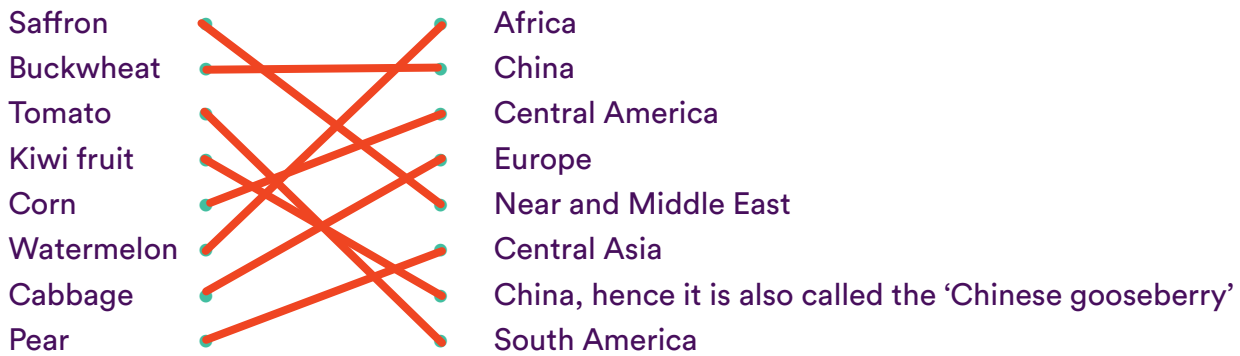 Saffron Africa
Buckwheat China
Tomato Central America
Kiwi fruit Europe
Corn Near and Middle East
Watermelon Central Asia
Cabbage China, hence it is also called the ‘Chinese gooseberry’
Pear South America